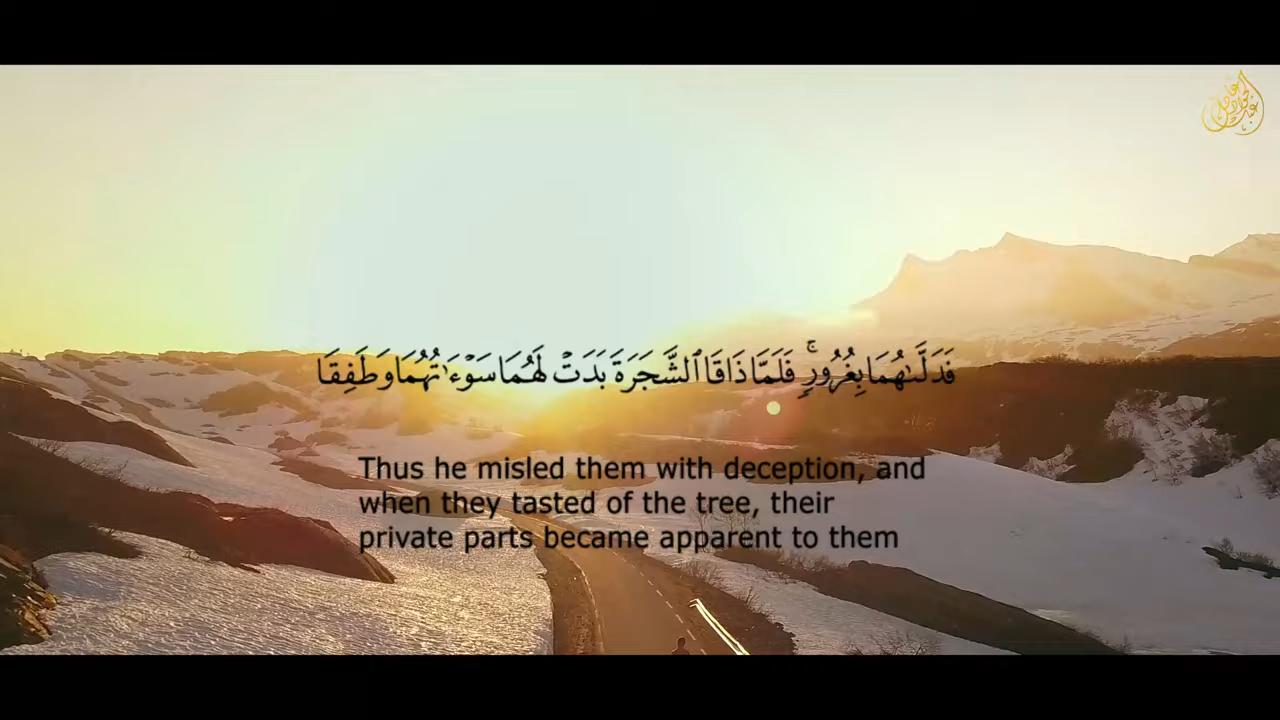 فَدَلَّىٰهُمَا بِغُرُورٍ ۚ فَلَمَّا ذَاقَا ٱلشَّجَرَةَ بَدَتْ لَهُمَا سَوْءَٰتُهُمَا وَطَفِقَا
Thus he misled them with deception, and
when they tasted of the tree, their
private parts became apparent to them